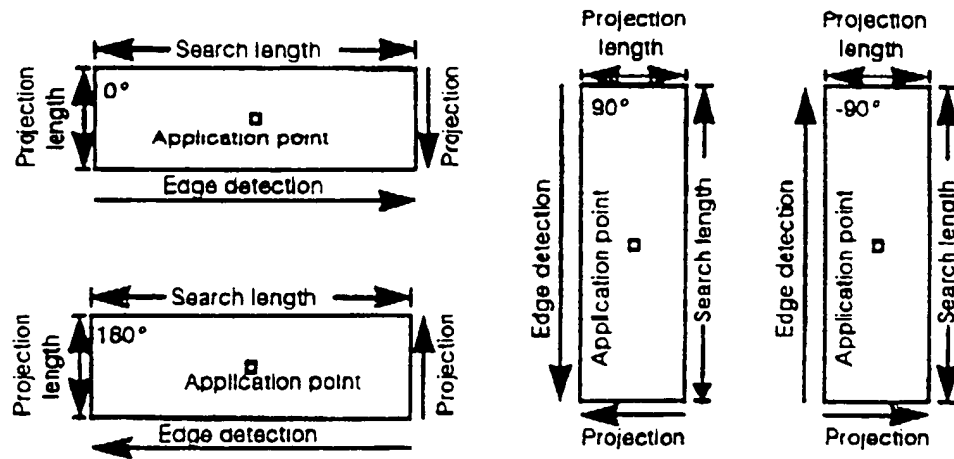 Search length
Projection
length
0°
Application point
Projection
Edge detection
Search length
Projection
length
180°
Application point
Projection
Edge detection
Projection
length
90°
Edge detection
Application point
Search length
Projection
Projection
length
-90°
Edge detection
Application point
Search length
Projection